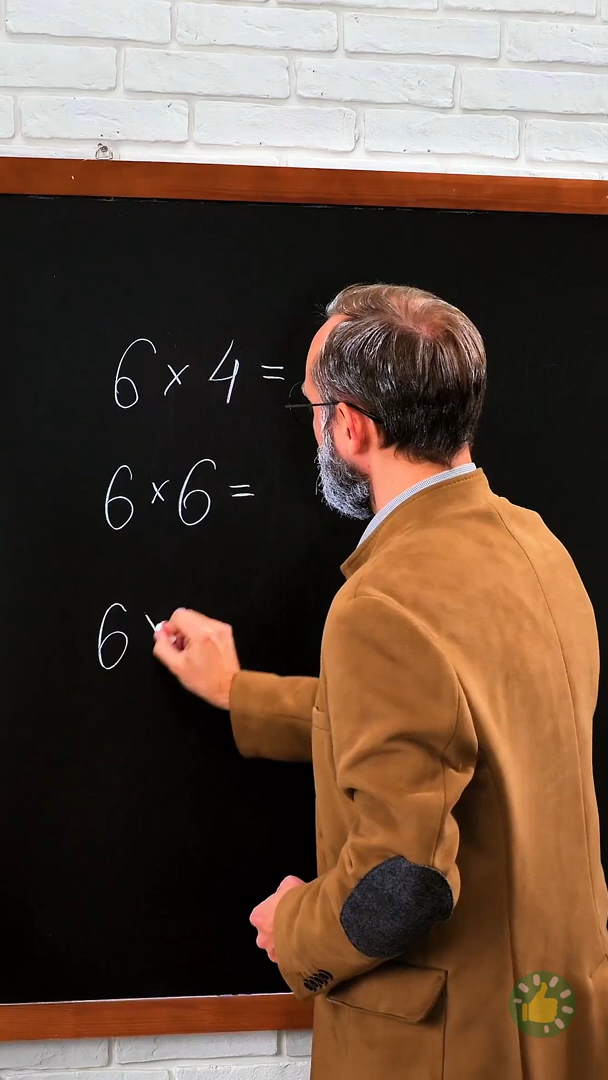 6 × 4 =
6 × 6 =
6